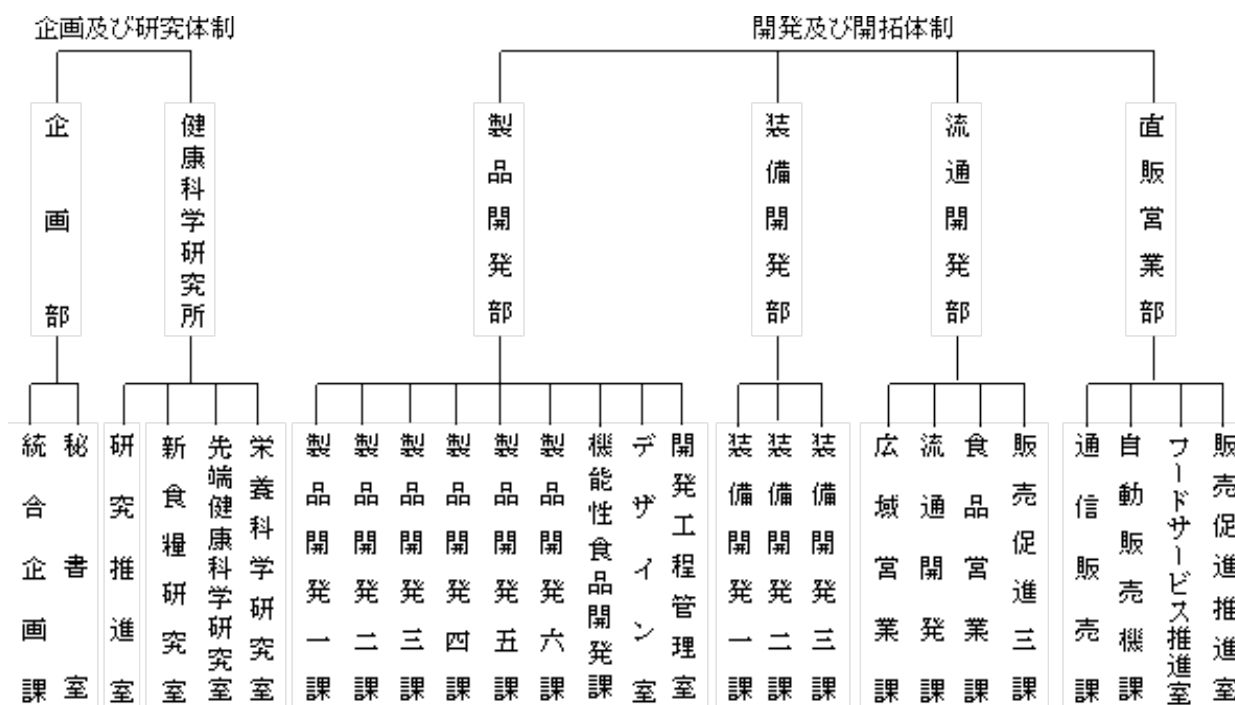 企画及び研究体制
開発及び開拓体制
企画部
健康科学研究所
製品開発部
装備開発部
流通開発部
直販営業部
統合企画課
秘書室
研究推進室
新食糧研究室
先端健康科学研究室
栄養科学研究室
製品開発一課
製品開発二課
製品開発三課
製品開発四課
製品開発五課
製品開発六課
機能性食品開発課
デザイン室
開発工程管理室
装備開発一課
装備開発二課
装備開発三課
広域営業課
流通開発課
食品営業課
販売促進三課
通信販売課
自動販売機課
フードサービス推進室
販売促進推進室